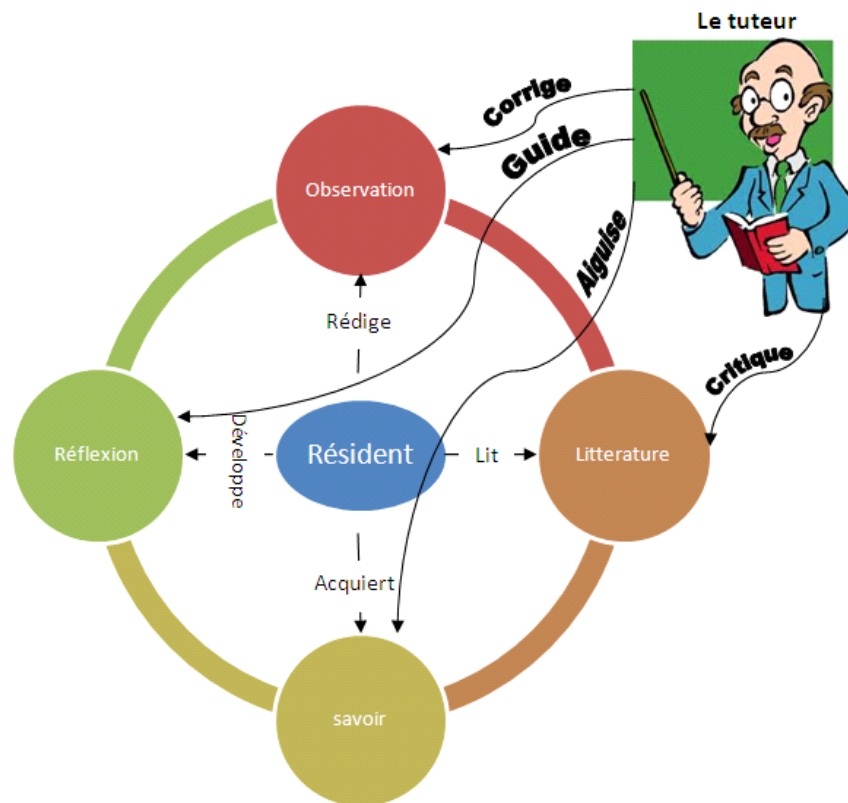 Le tuteur
Corrige
Guide
Observation
Aiguise
Rédige
Critique
Réflexion
Développe
Résident
Lit
Litterature
Acquiert
savoir